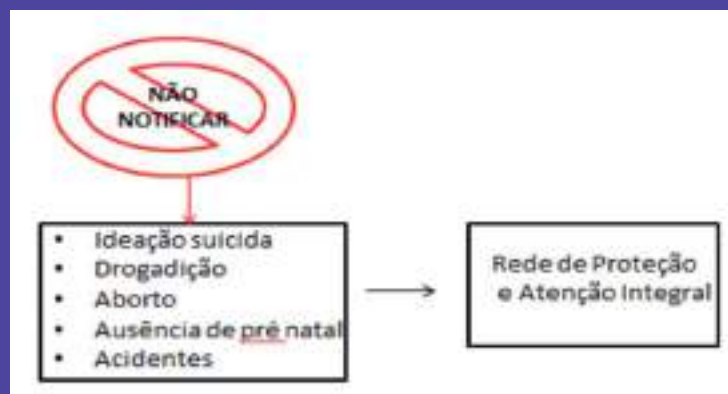 NÃO
NOTIFICAR
• Ideação suicida
• Drogadição
• Aborto
• Ausência de pré natal
• Acidentes
Rede de Proteção
e Atenção Integral